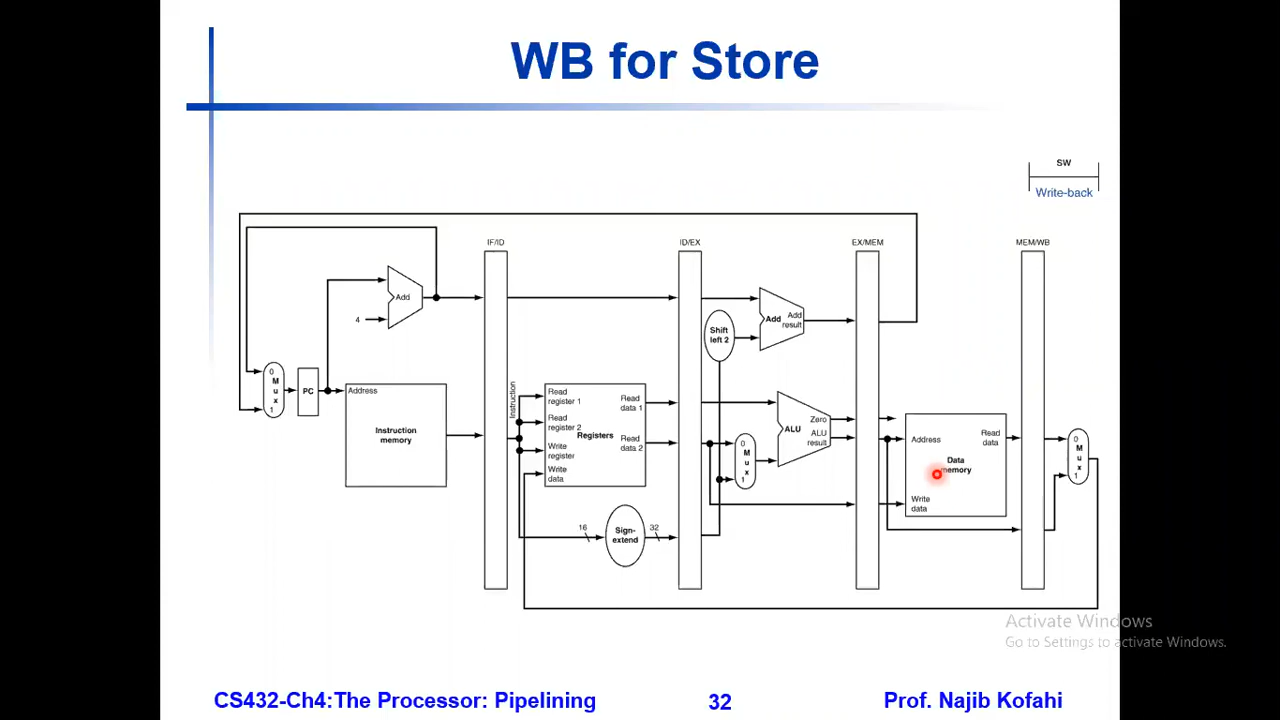 WB for Store
SW
Write-back
IF/ID
ID/EX
EX/MEM
MEM/WB
Add
4
Shift
left 2
Add
Add
result
0
M
u
x
1
PC
Address
Instruction
memory
Instruction
Read
register 1
Read
register 2
Write
register
Write
data
Registers
Read
data 1
Read
data 2
16
Sign-
extend
32
0
M
u
x
1
ALU
Zero
ALU
result
Address
Data
memory
Write
data
Read
data
0
M
u
x
1
Activate Windows
Go to Settings to activate Windows.
CS432-Ch4:The Processor: Pipelining
32
Prof. Najib Kofahi